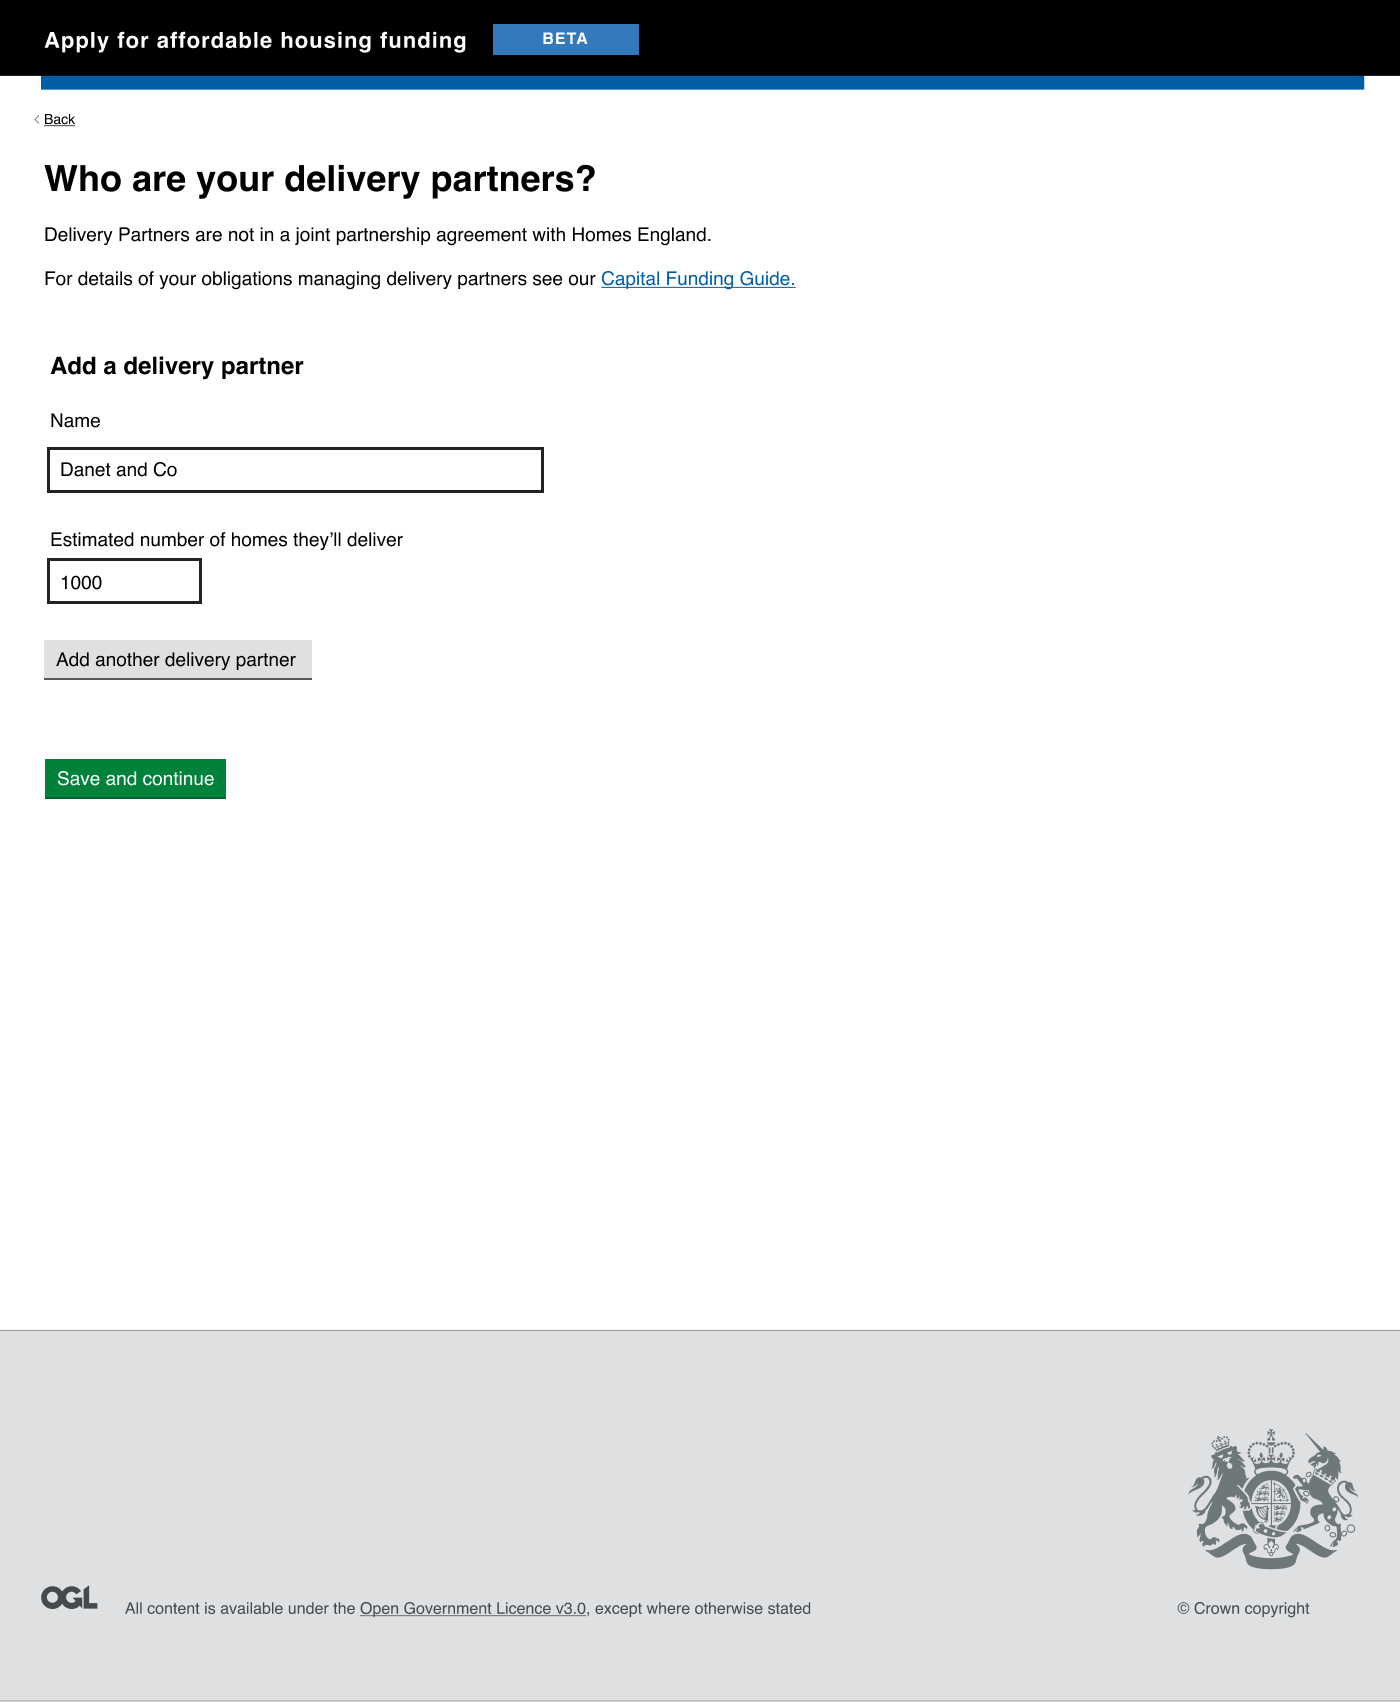 Apply for affordable housing funding BETA
Back
Who are your delivery partners?
Delivery Partners are not in a joint partnership agreement with Homes England.
For details of your obligations managing delivery partners see our Capital Funding Guide.
Add a delivery partner
Name
Danet and Co
Estimated number of homes they’ll deliver
1000
Add another delivery partner
Save and continue
OGL All content is available under the Open Government Licence v3.0, except where otherwise stated © Crown copyright